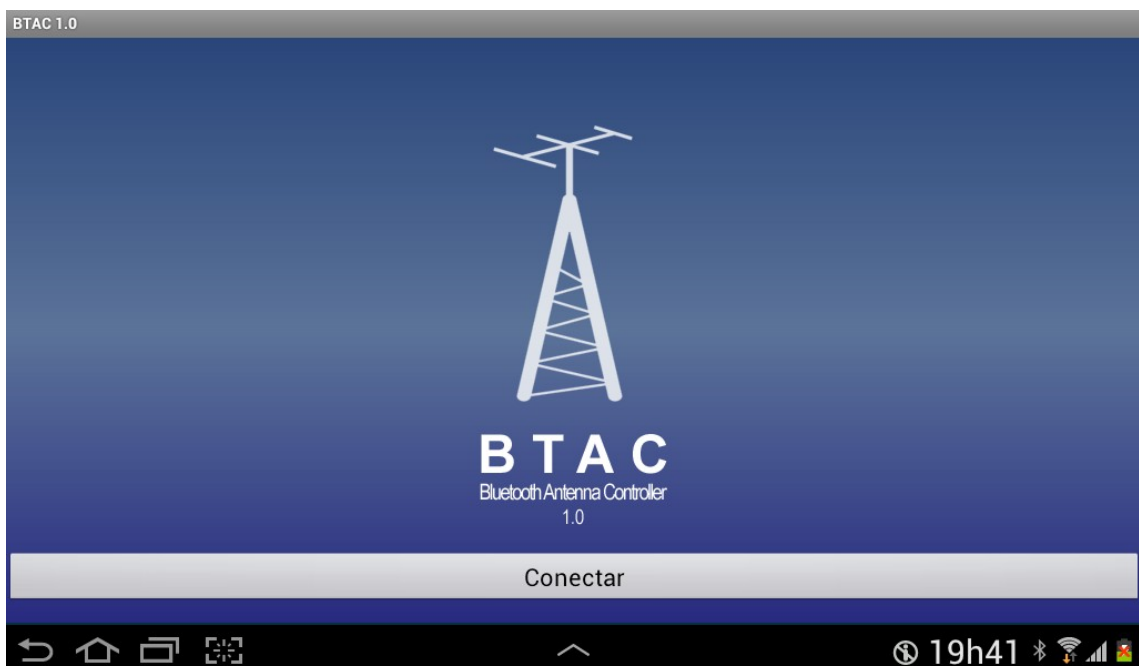 BTAC 1.0
B T A C
Bluetooth Antenna Controller
1.0
Conectar
19h41